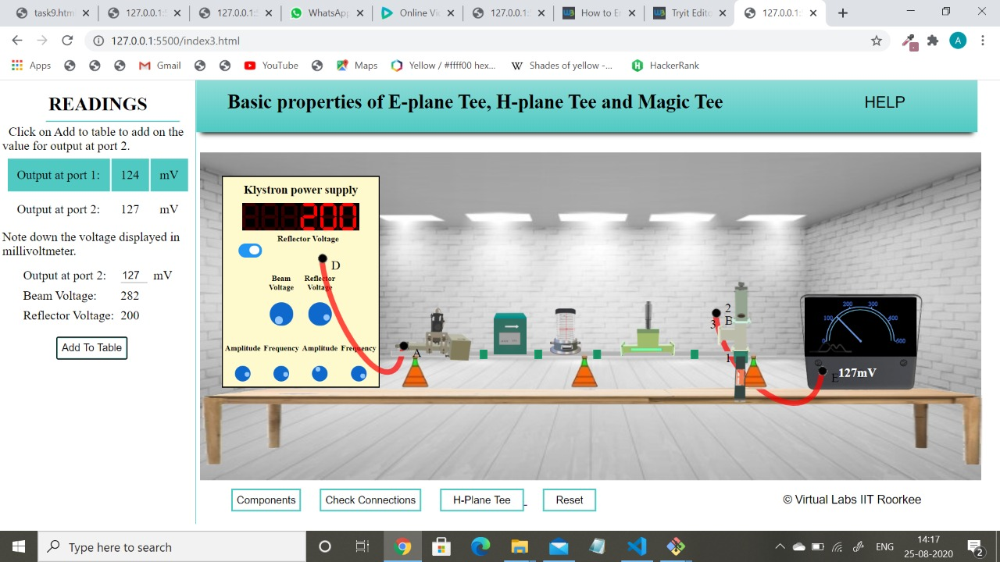 task9.htm
127.0.0.1:
127.0.0.1:
WhatsApp
Online Vi
127.0.0.1:
How to E
Tryit Edito
127.0.0.1:
127.0.0.1:5500/index3.html
A
Apps
Gmail
YouTube
Maps
Yellow / #ffff00 hex...
W Shades of yellow -...
HackerRank
READINGS
Click on Add to table to add on the
value for output at port 2.
Output at port 1: 124 mV
Output at port 2: 127 mV
Note down the voltage displayed in
millivoltmeter.
Output at port 2: 127 mV
Beam Voltage: 282
Reflector Voltage: 200
Add To Table
Basic properties of E-plane Tee, H-plane Tee and Magic Tee
HELP
Klystron power supply
200
Reflector Voltage
D
Beam
Voltage
Reflector
Voltage
Amplitude Frequency Amplitude Frequency
A
2
3 B
1
0 100 200 300 400 500
E
127mV
Components
Check Connections
H-Plane Tee
Reset
© Virtual Labs IIT Roorkee
Type here to search
ENG
14:17
25-08-2020
2